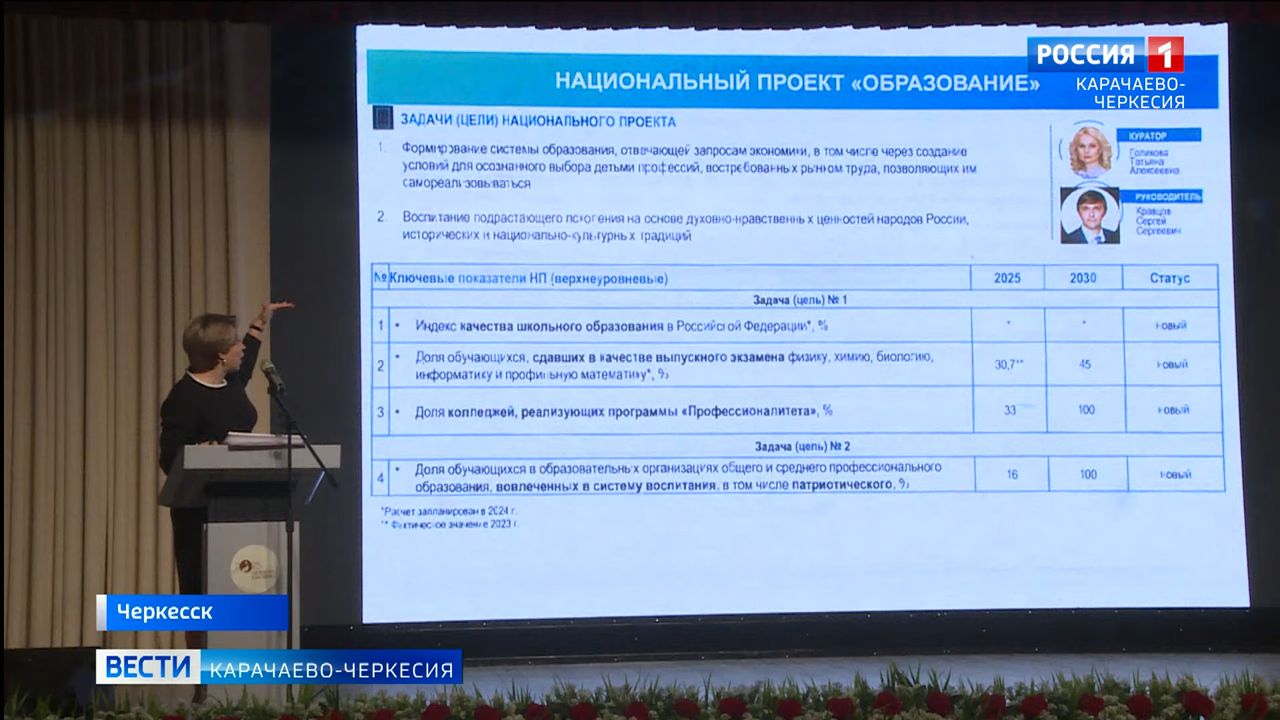 РОССИЯ 1
КАРАЧАЕВО-
ЧЕРКЕСИЯ
НАЦИОНАЛЬНЫЙ ПРОЕКТ «ОБРАЗОВАНИЕ»
ЗАДАЧИ (ЦЕЛИ) НАЦИОНАЛЬНОГО ПРОЕКТА
1. Формирование системы образования, отвечающей запросам экономики, в том числе через создание
условий для осознанного выбора детьми профессий, востребованных рынком труда, позволяющих им
самореализовываться
2. Воспитание подрастающего поколения на основе духовно-нравственных ценностей народов России,
исторических и национально-культурных традиций
КУРАТОР
Голикова
Татьяна
Алексеевна
РУКОВОДИТЕЛЬ
Кравцов
Сергей
Сергеевич
№ Ключевые показатели НП (верхнеуровневые) 2025 2030 Статус
Задача (цель) № 1
1 • Индекс качества школьного образования в Российской Федерации*, % * * новый
2 • Доля обучающихся, сдавших в качестве выпускного экзамена физику, химию, биологию, 30,7** 45 новый
информатику и профильную математику*, %
3 • Доля колледжей, реализующих программы «Профессионалитета», % 33 100 новый
Задача (цель) № 2
4 • Доля обучающихся в образовательных организациях общего и среднего профессионального 16 100 новый
образования, вовлеченных в систему воспитания, в том числе патриотического, %
*Расчет запланирован в 2024 г.
** Фактическое значение 2023 г.
Черкесск
ВЕСТИ КАРАЧАЕВО-ЧЕРКЕСИЯ